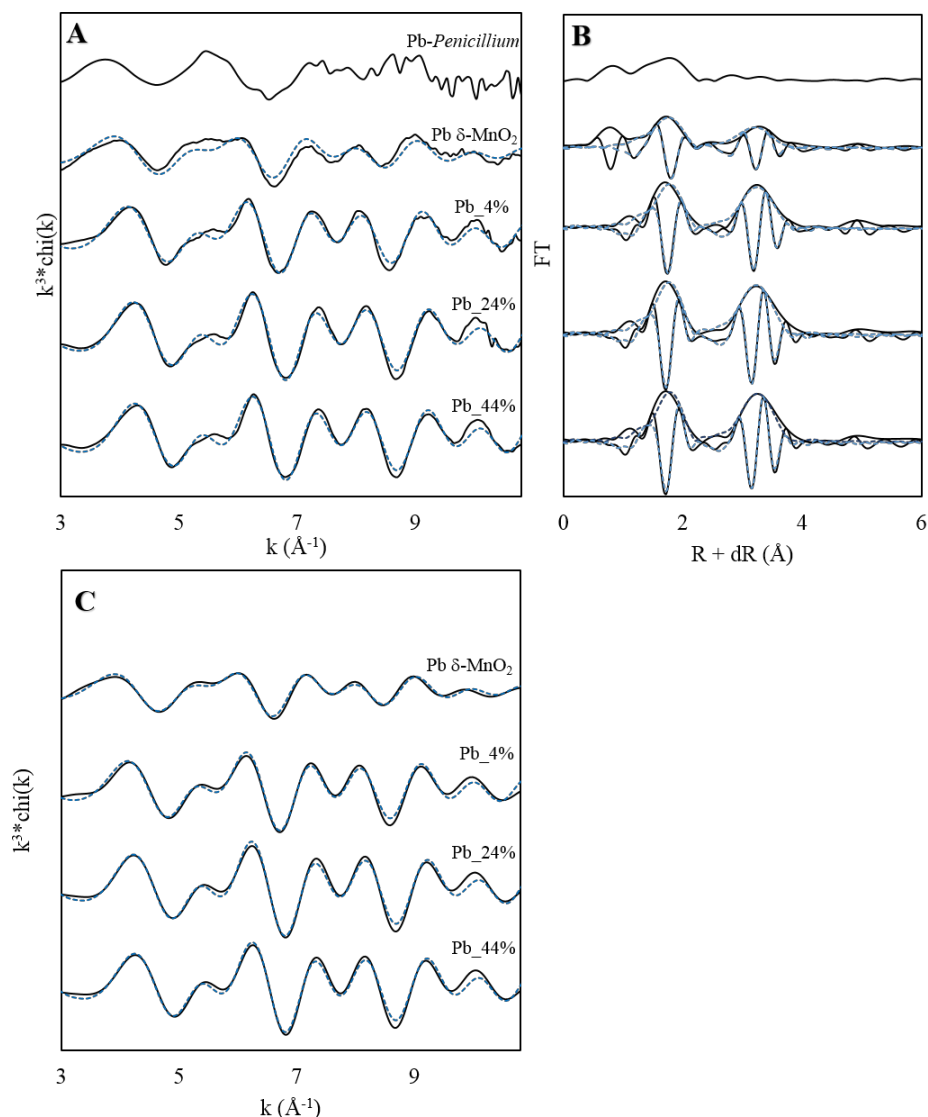 A
Pb-Penicillium
Pb δ-MnO2
Pb_4%
Pb_24%
Pb_44%
k³*chi(k)
3 5 7 9
k (Å⁻¹)
B
FT
0 2 4 6
R + dR (Å)
C
Pb δ-MnO₂
Pb_4%
Pb_24%
Pb_44%
k³*chi(k)
3 5 7 9
k (Å⁻¹)